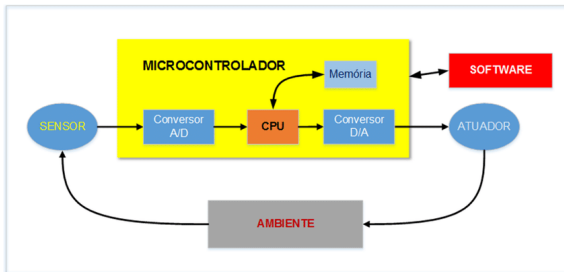 MICROCONTROLADOR
Memória
SOFTWARE
SENSOR
Conversor
A/D
CPU
Conversor
D/A
ATUADOR
AMBIENTE